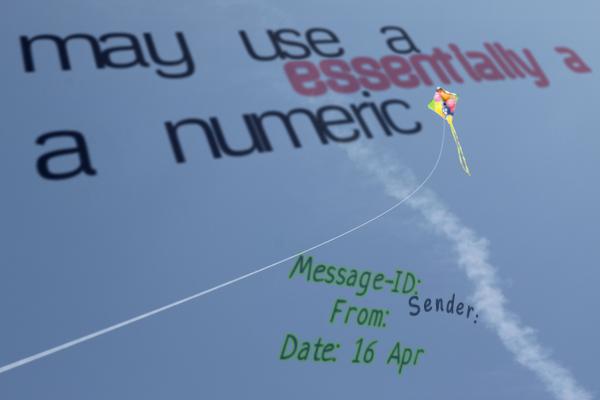 may use a
essentially a
a numeric
Message-ID:
From:
Sender:
Date: 16 Apr